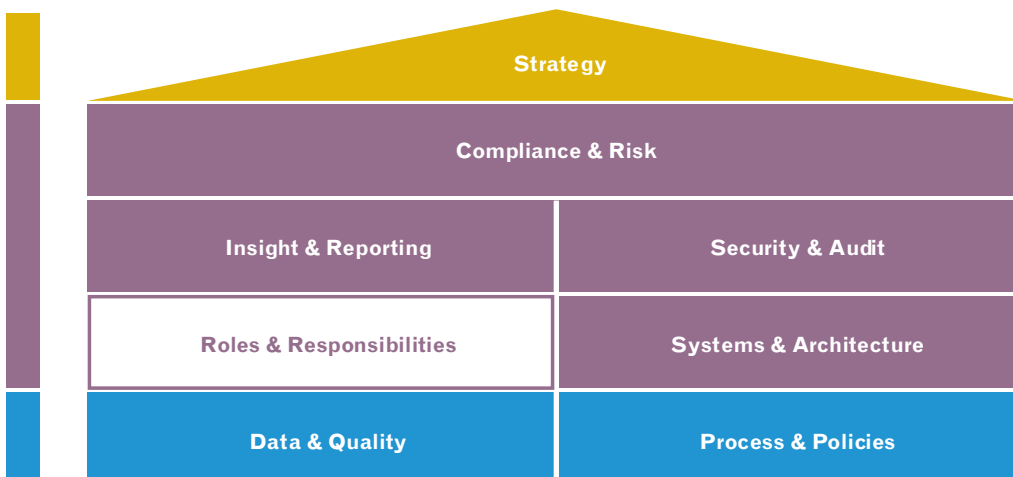 Strategy
Compliance & Risk
Insight & Reporting
Security & Audit
Roles & Responsibilities
Systems & Architecture
Data & Quality
Process & Policies